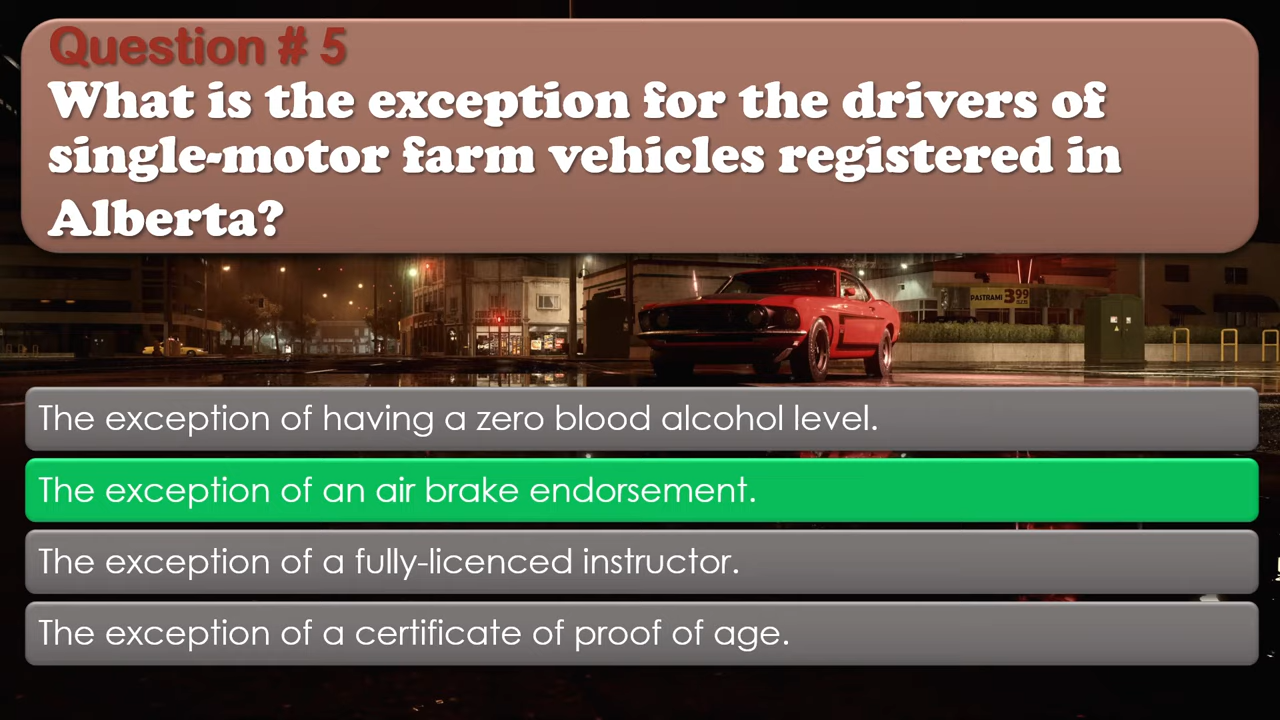 Question # 5
What is the exception for the drivers of
single-motor farm vehicles registered in
Alberta?
PASTRAMI 3.99
The exception of having a zero blood alcohol level.
The exception of an air brake endorsement.
The exception of a fully-licenced instructor.
The exception of a certificate of proof of age.